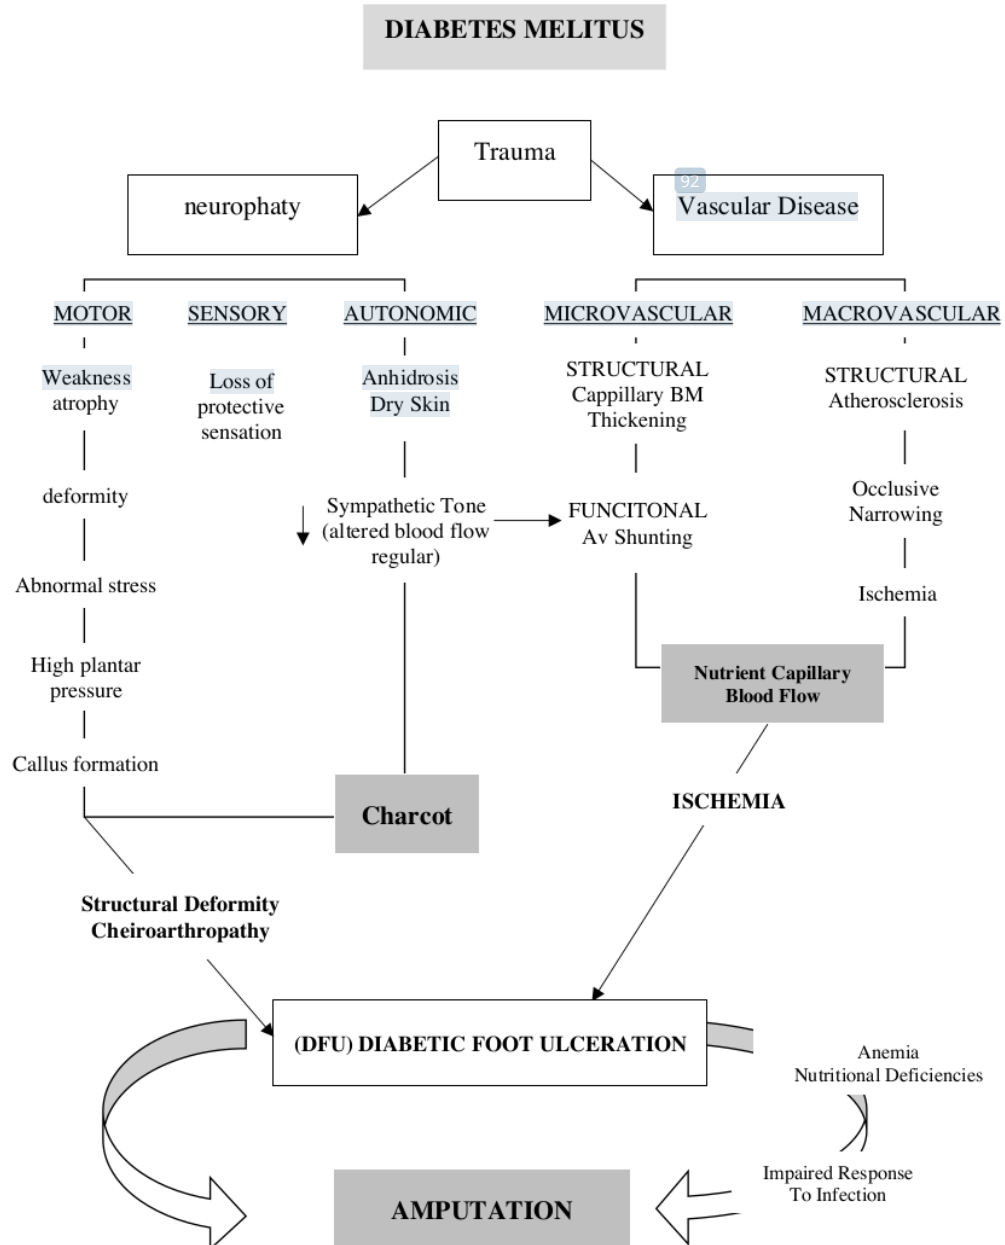 DIABETES MELITUS
Trauma
neurophaty
92
Vascular Disease
MOTOR
SENSORY
AUTONOMIC
MICROVASCULAR
MACROVASCULAR
Weakness
atrophy
Loss of
protective
sensation
Anhidrosis
Dry Skin
STRUCTURAL
Cappillary BM
Thickening
STRUCTURAL
Atherosclerosis
deformity
Sympathetic Tone
(altered blood flow
regular)
FUNCITONAL
Av Shunting
Occlusive
Narrowing
Abnormal stress
Ischemia
High plantar
pressure
Nutrient Capillary
Blood Flow
Callus formation
Charcot
ISCHEMIA
Structural Deformity
Cheiroarthropathy
(DFU) DIABETIC FOOT ULCERATION
Anemia
Nutritional Deficiencies
Impaired Response
To Infection
AMPUTATION